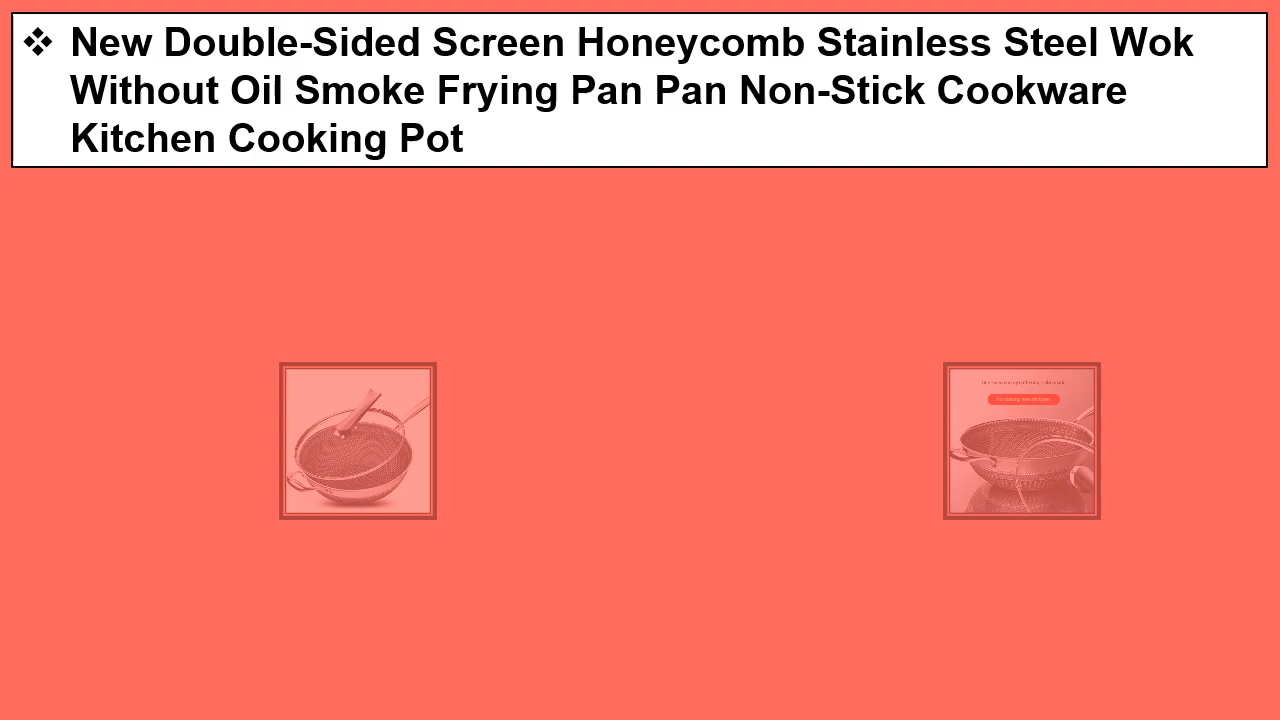 ❖ New Double-Sided Screen Honeycomb Stainless Steel Wok
Without Oil Smoke Frying Pan Pan Non-Stick Cookware
Kitchen Cooking Pot